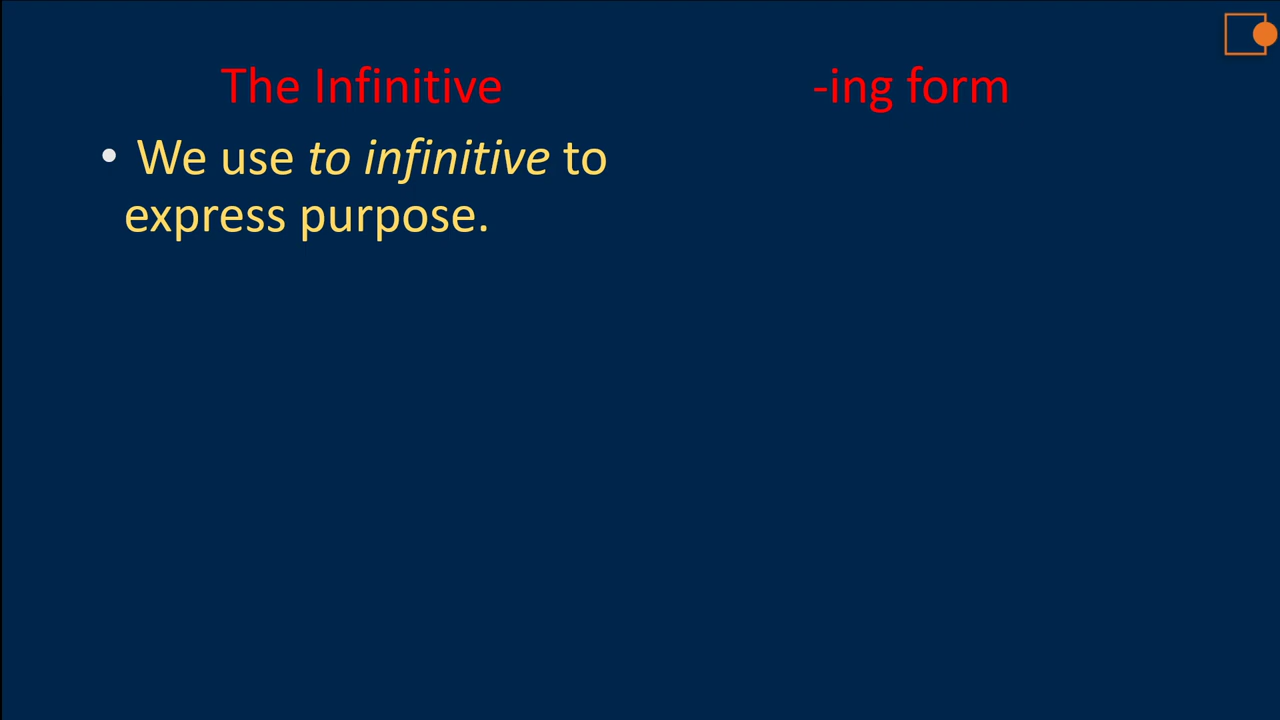 The Infinitive
-ing form
• We use to infinitive to
express purpose.